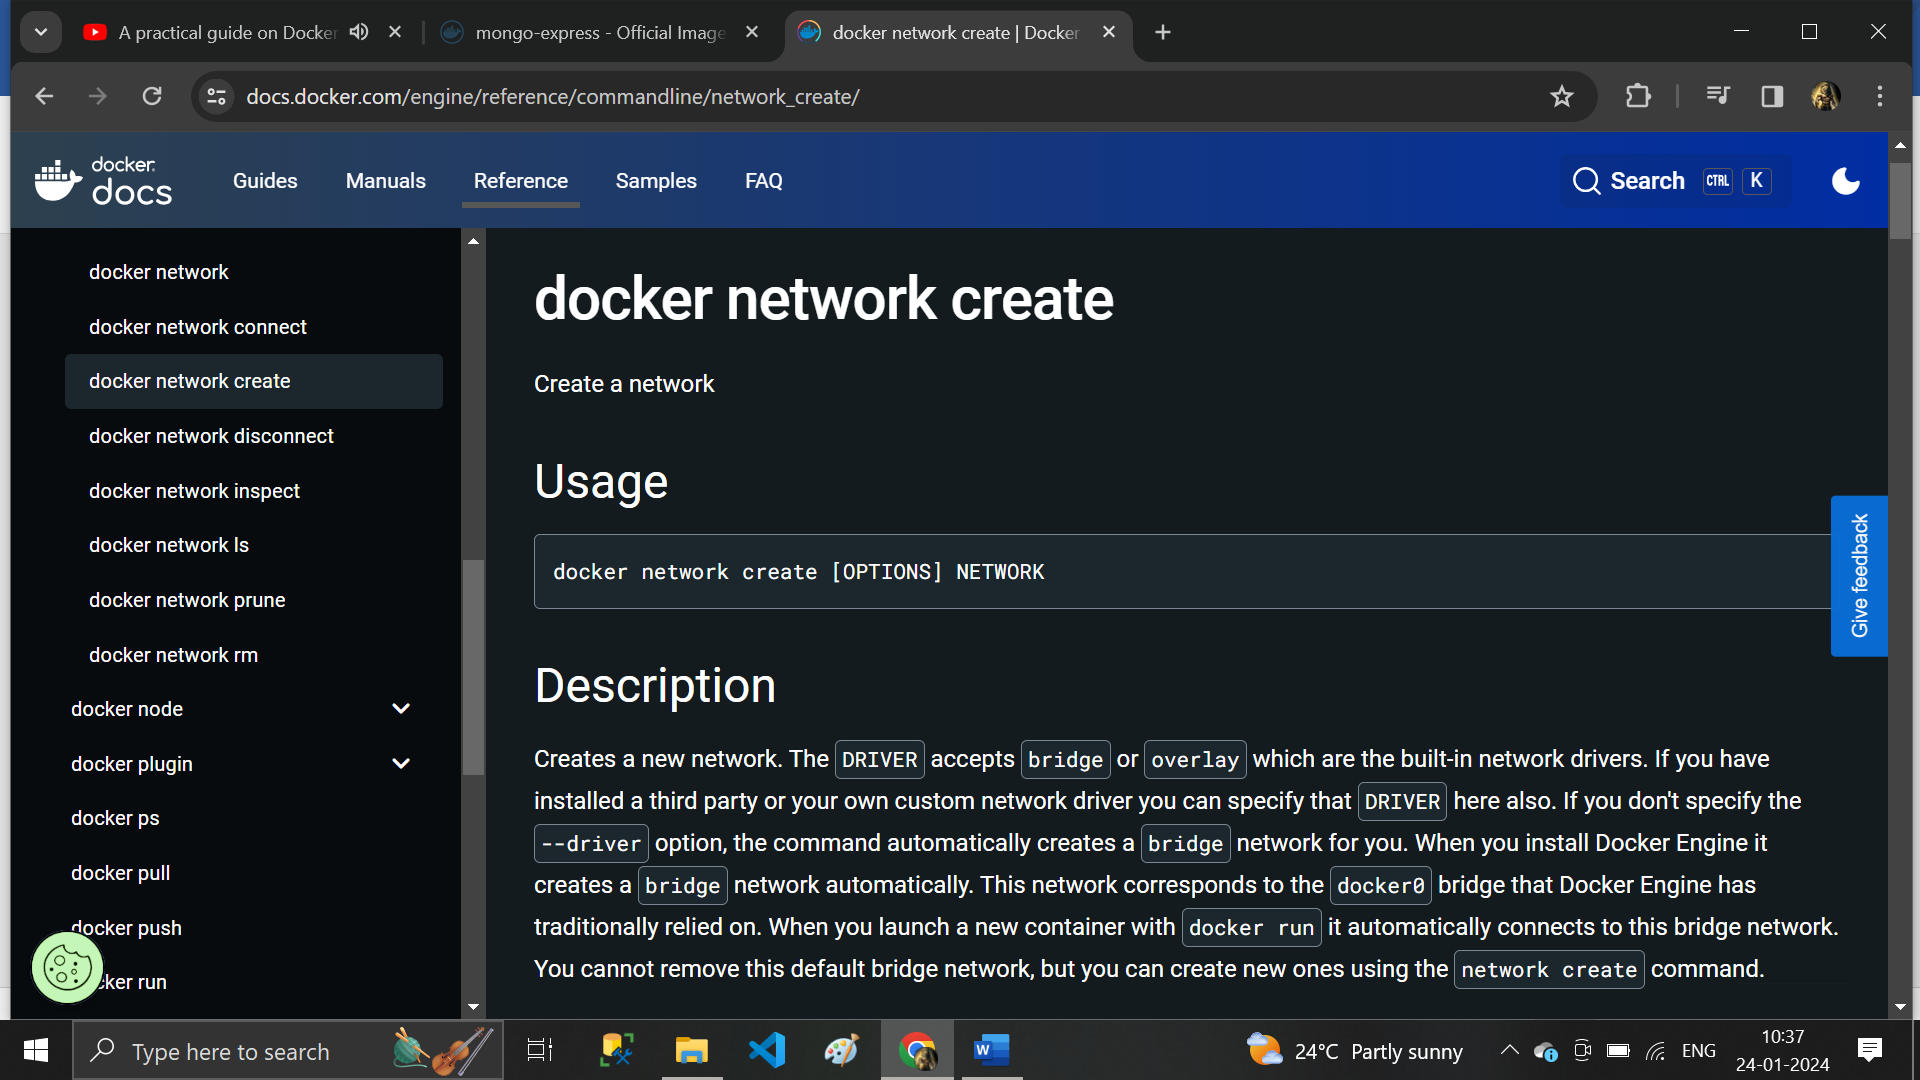 A practical guide on Docker
mongo-express - Official Image
docker network create | Docker
docs.docker.com/engine/reference/commandline/network_create/
docker
docs
Guides
Manuals
Reference
Samples
FAQ
Search
CTRL
K
docker network
docker network connect
docker network create
docker network disconnect
docker network inspect
docker network ls
docker network prune
docker network rm
docker node
docker plugin
docker ps
docker pull
docker push
cker run
docker network create
Create a network
Usage
docker network create [OPTIONS] NETWORK
Description
Creates a new network. The DRIVER accepts bridge or overlay which are the built-in network drivers. If you have
installed a third party or your own custom network driver you can specify that DRIVER here also. If you don't specify the
--driver option, the command automatically creates a bridge network for you. When you install Docker Engine it
creates a bridge network automatically. This network corresponds to the docker0 bridge that Docker Engine has
traditionally relied on. When you launch a new container with docker run it automatically connects to this bridge network.
You cannot remove this default bridge network, but you can create new ones using the network create command.
Give feedback
Type here to search
24°C Partly sunny
ENG
10:37
24-01-2024